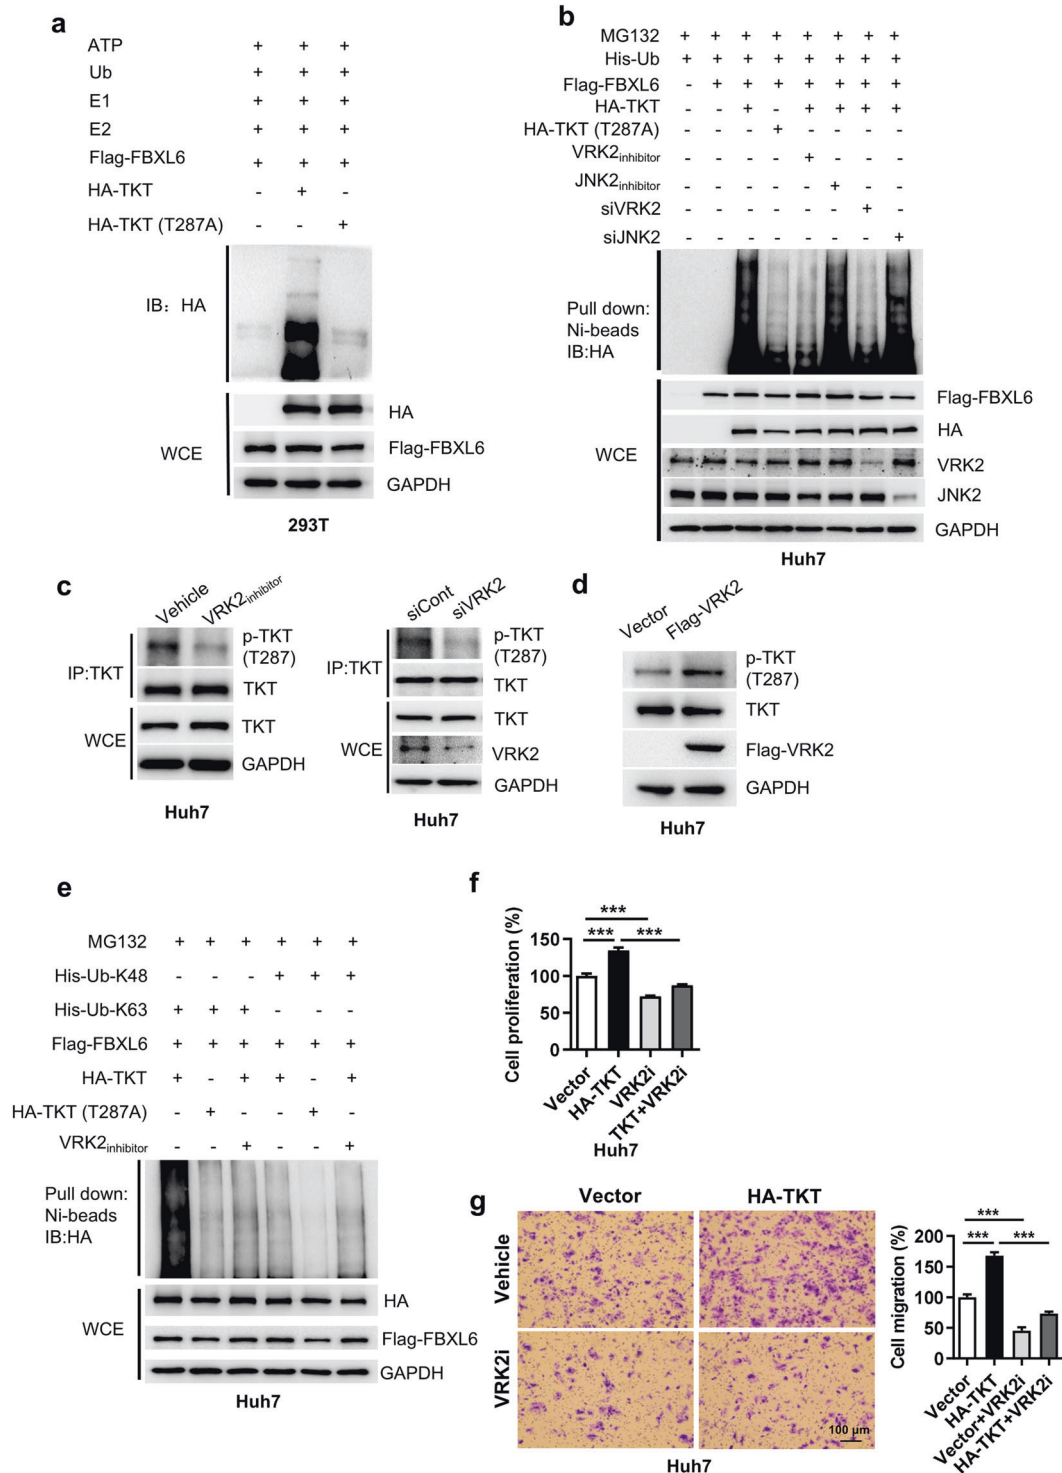 a
ATP + + +
Ub + + +
E1 + + +
E2 + + +
Flag-FBXL6 + + +
HA-TKT - + -
HA-TKT (T287A) - - +
IB: HA
WCE
HA
Flag-FBXL6
GAPDH
293T
b
MG132 + + + + + + + +
His-Ub + + + + + + + +
Flag-FBXL6 - + + + + + + +
HA-TKT - - + - + + + +
HA-TKT (T287A) - - - + - - - -
VRK2inhibitor - - - - + - - -
JNK2inhibitor - - - - - + - -
siVRK2 - - - - - - + -
siJNK2 - - - - - - - +
Pull down:
Ni-beads
IB:HA
WCE
Flag-FBXL6
HA
VRK2
JNK2
GAPDH
Huh7
c
Vehicle
VRK2inhibitor
IP:TKT
p-TKT
(T287)
TKT
WCE
TKT
GAPDH
Huh7
siCont
siVRK2
IP:TKT
p-TKT
(T287)
TKT
WCE
TKT
VRK2
GAPDH
Huh7
d
Vector
Flag-VRK2
p-TKT
(T287)
TKT
Flag-VRK2
GAPDH
Huh7
e
MG132 + + + + + +
His-Ub-K48 - - - + + +
His-Ub-K63 + + + - - -
Flag-FBXL6 + + + + + +
HA-TKT + - + + - +
HA-TKT (T287A) - + - - + -
VRK2inhibitor - - + - - +
Pull down:
Ni-beads
IB:HA
WCE
HA
Flag-FBXL6
GAPDH
Huh7
f
Cell proliferation (%)
150
100
50
0
***
*** ***
Vector
HA-TKT
VRK2i
TKT+VRK2i
Huh7
g
Vector HA-TKT
Vehicle
VRK2i
100 μm
Huh7
Cell migration (%)
200
150
100
50
0
***
*** ***
Vector
HA-TKT
Vector+VRK2i
HA-TKT+VRK2i